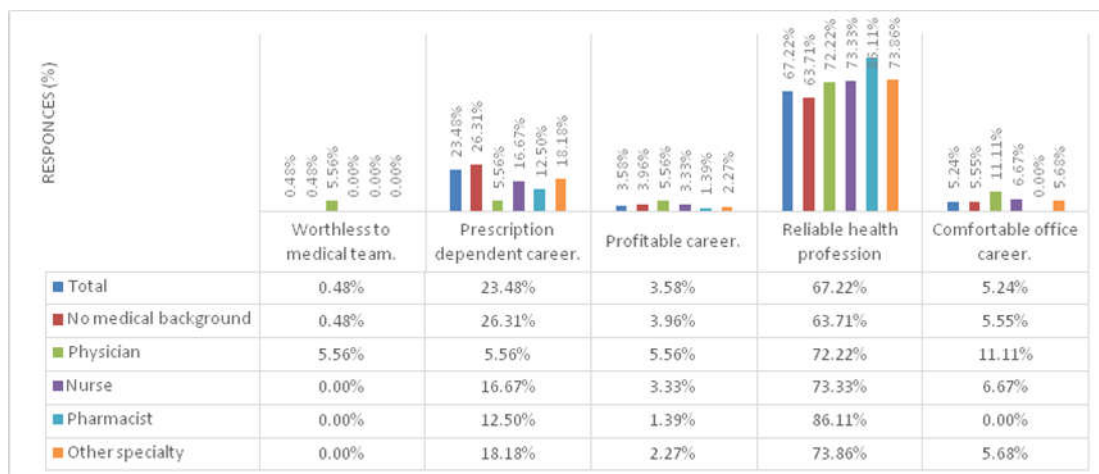 RESPONCES (%)
0.48%
0.48%
5.56%
0.00%
0.00%
0.00%
23.48%
26.31%
5.56%
16.67%
12.50%
18.18%
3.58%
3.96%
5.56%
3.33%
1.39%
2.27%
67.22%
63.71%
72.22%
73.33%
6.11%
73.86%
5.24%
5.55%
11.11%
6.67%
0.00%
5.68%
Worthless to medical team.
Prescription dependent career.
Profitable career.
Reliable health profession
Comfortable office career.
Total 0.48% 23.48% 3.58% 67.22% 5.24%
No medical background 0.48% 26.31% 3.96% 63.71% 5.55%
Physician 5.56% 5.56% 5.56% 72.22% 11.11%
Nurse 0.00% 16.67% 3.33% 73.33% 6.67%
Pharmacist 0.00% 12.50% 1.39% 86.11% 0.00%
Other specialty 0.00% 18.18% 2.27% 73.86% 5.68%